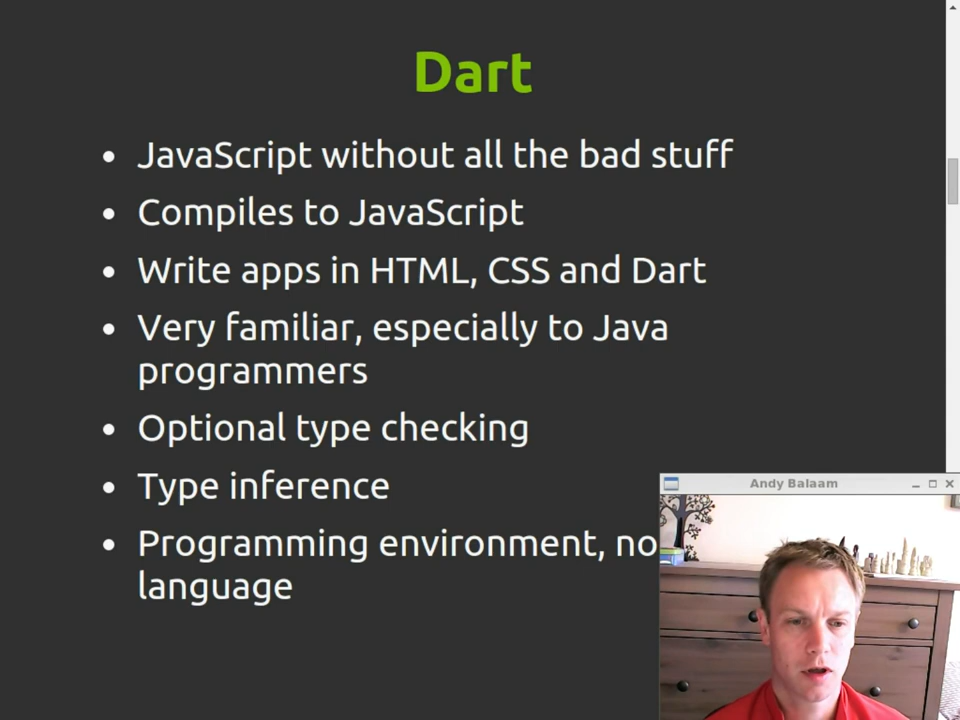 Dart
• JavaScript without all the bad stuff
• Compiles to JavaScript
• Write apps in HTML, CSS and Dart
• Very familiar, especially to Java
programmers
• Optional type checking
• Type inference
• Programming environment, no
language
Andy Balaam